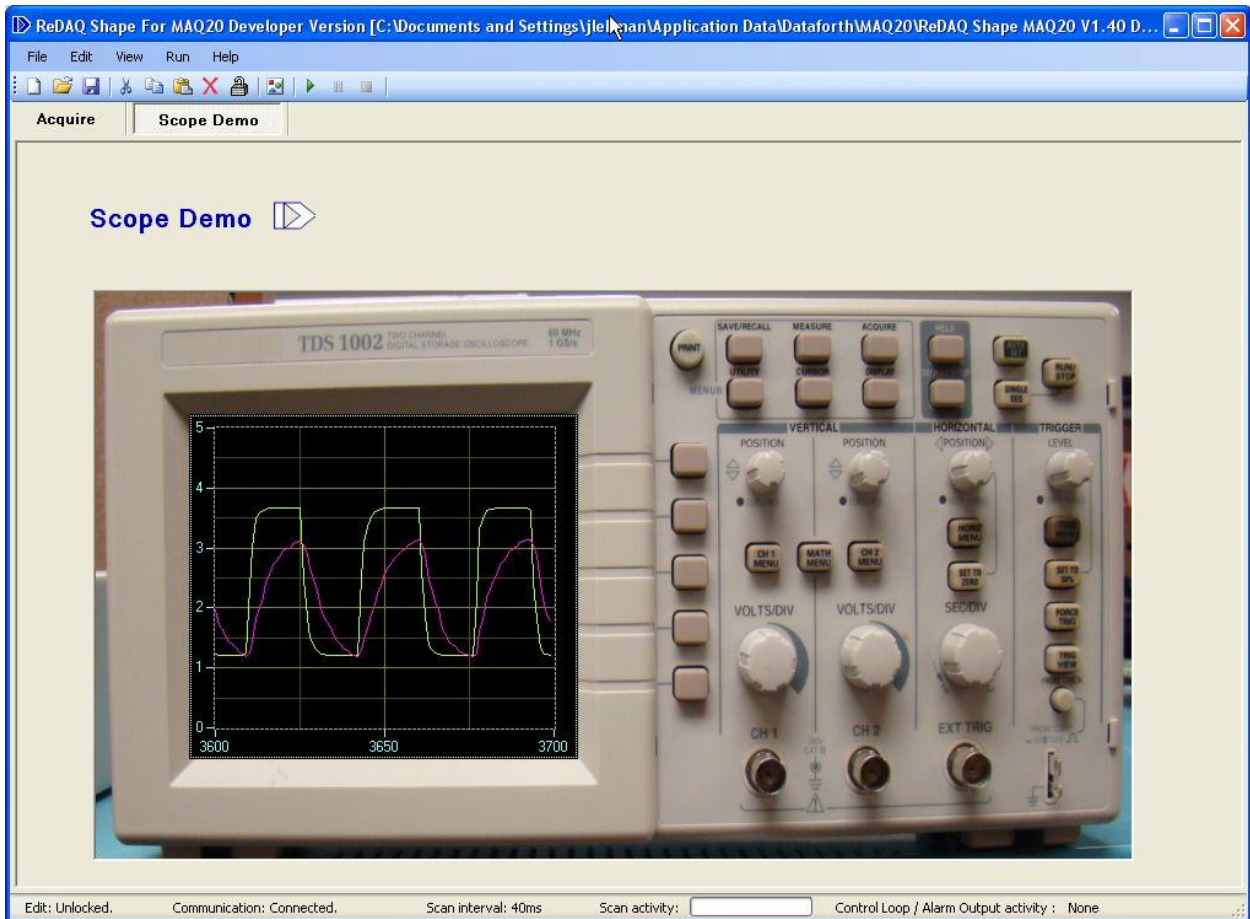 ReDAQ Shape For MAQ20 Developer Version [C:\Documents and Settings\jlehman\Application Data\Dataforth\MAQ20\ReDAQ Shape MAQ20 V1.40 D...
File Edit View Run Help
Acquire Scope Demo
Scope Demo
TDS 1002 TWO CHANNEL
DIGITAL STORAGE OSCILLOSCOPE
60 MHz
1 GS/s
PRINT
SAVE/RECALL MEASURE ACQUIRE HELP
UTILITY CURSOR DISPLAY
MENUS
SINGLE
SEQ
RUN/
STOP
VERTICAL HORIZONTAL TRIGGER
POSITION POSITION POSITION LEVEL
CH 1
MENU
MATH
MENU
CH 2
MENU
HORIZ
MENU
SET TO
ZERO
SET TO
50%
FORCE
TRIG
TRIG
VIEW
VOLTS/DIV VOLTS/DIV SEC/DIV
PROBE CHECK
CH 1 CH 2 EXT TRIG
5
4
3
2
1
0
3600 3650 3700
Edit: Unlocked. Communication: Connected. Scan interval: 40ms Scan activity: Control Loop / Alarm Output activity : None